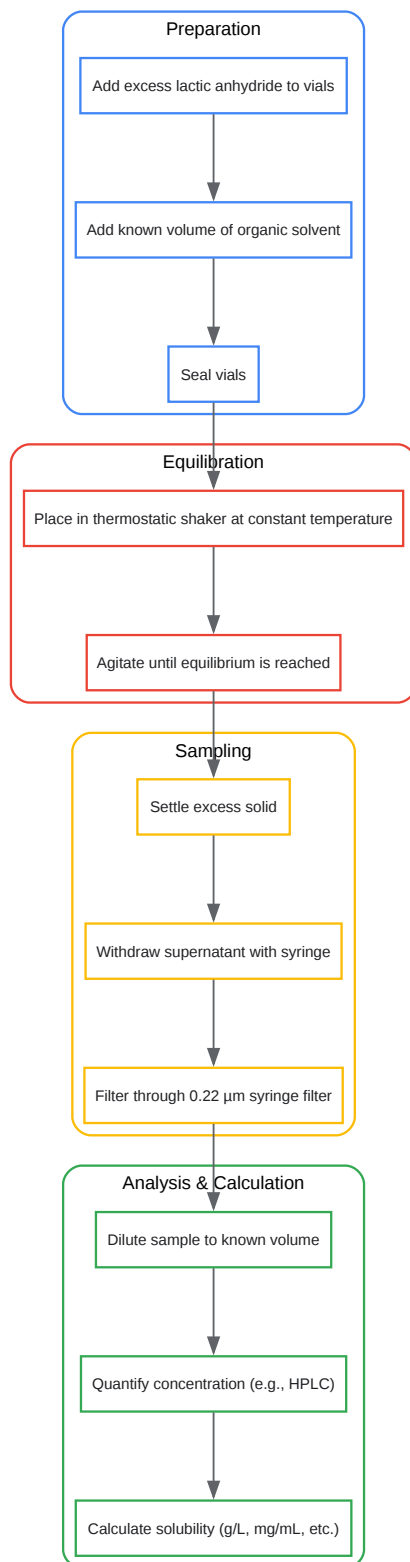 Preparation
Add excess lactic anhydride to vials
Add known volume of organic solvent
Seal vials
Equilibration
Place in thermostatic shaker at constant temperature
Agitate until equilibrium is reached
Sampling
Settle excess solid
Withdraw supernatant with syringe
Filter through 0.22 µm syringe filter
Analysis & Calculation
Dilute sample to known volume
Quantify concentration (e.g., HPLC)
Calculate solubility (g/L, mg/mL, etc.)